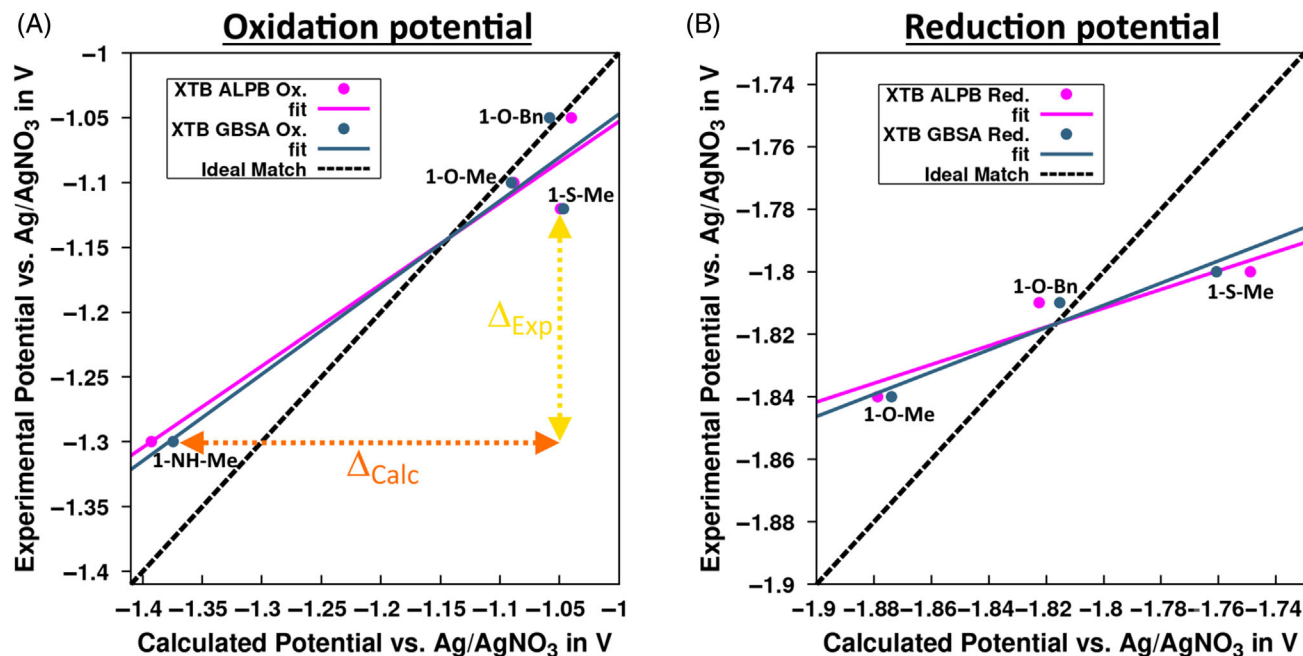 (A)
Oxidation potential
Experimental Potential vs. Ag/AgNO₃ in V
−1
−1.05
−1.1
−1.15
−1.2
−1.25
−1.3
−1.35
−1.4
XTB ALPB Ox.
fit
XTB GBSA Ox.
fit
Ideal Match
1-O-Bn
1-O-Me
1-S-Me
ΔExp
1-NH-Me
ΔCalc
−1.4 −1.35 −1.3 −1.25 −1.2 −1.15 −1.1 −1.05 −1
Calculated Potential vs. Ag/AgNO₃ in V
(B)
Reduction potential
Experimental Potential vs. Ag/AgNO₃ in V
−1.74
−1.76
−1.78
−1.8
−1.82
−1.84
−1.86
−1.88
−1.9
XTB ALPB Red.
fit
XTB GBSA Red.
fit
Ideal Match
1-O-Bn
1-S-Me
1-O-Me
−1.9 −1.88 −1.86 −1.84 −1.82 −1.8 −1.78 −1.76 −1.74
Calculated Potential vs. Ag/AgNO₃ in V